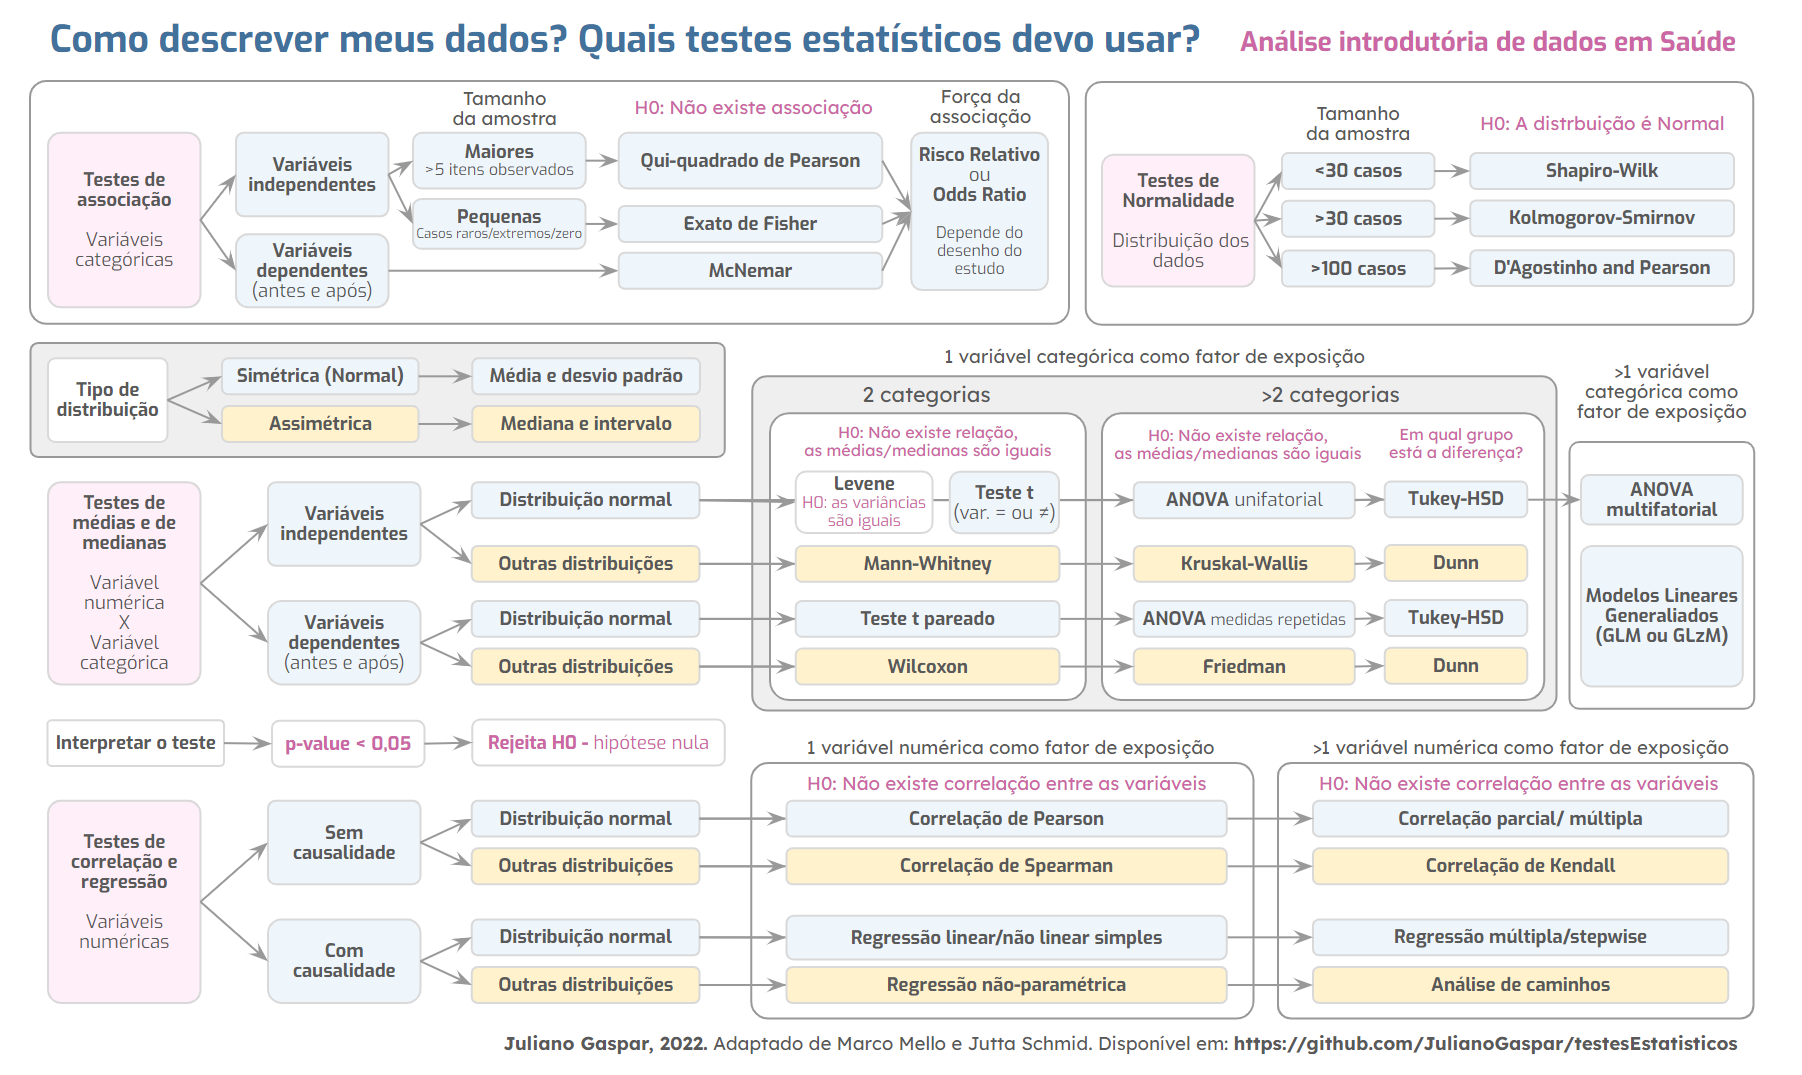 Como descrever meus dados? Quais testes estatísticos devo usar?
Análise introdutória de dados em Saúde
Testes de
associação
Variáveis
categóricas
Variáveis
independentes
Variáveis
dependentes
(antes e após)
Tamanho
da amostra
Maiores
>5 itens observados
Pequenas
Casos raros/extremos/zero
H0: Não existe associação
Qui-quadrado de Pearson
Exato de Fisher
McNemar
Força da
associação
Risco Relativo
ou
Odds Ratio
Depende do
desenho do
estudo
Testes de
Normalidade
Distribuição dos
dados
Tamanho
da amostra
<30 casos
>30 casos
>100 casos
H0: A distrbuição é Normal
Shapiro-Wilk
Kolmogorov-Smirnov
D'Agostinho and Pearson
Tipo de
distribuição
Simétrica (Normal)
Média e desvio padrão
Assimétrica
Mediana e intervalo
1 variável categórica como fator de exposição
2 categorias
>2 categorias
>1 variável
categórica como
fator de exposição
Testes de
médias e de
medianas
Variável
numérica
X
Variável
categórica
Variáveis
independentes
Variáveis
dependentes
(antes e após)
Distribuição normal
Outras distribuições
Distribuição normal
Outras distribuições
H0: Não existe relação,
as médias/medianas são iguais
Levene
H0: as variâncias
são iguais
Teste t
(var. = ou ≠)
Mann-Whitney
Teste t pareado
Wilcoxon
H0: Não existe relação,
as médias/medianas são iguais
Em qual grupo
está a diferença?
ANOVA unifatorial
Tukey-HSD
Kruskal-Wallis
Dunn
ANOVA medidas repetidas
Tukey-HSD
Friedman
Dunn
ANOVA
multifatorial
Modelos Lineares
Generaliados
(GLM ou GLzM)
Interpretar o teste
p-value < 0,05
Rejeita H0 - hipótese nula
1 variável numérica como fator de exposição
>1 variável numérica como fator de exposição
Testes de
correlação e
regressão
Variáveis
numéricas
Sem
causalidade
Com
causalidade
Distribuição normal
Outras distribuições
Distribuição normal
Outras distribuições
H0: Não existe correlação entre as variáveis
Correlação de Pearson
Correlação de Spearman
Regressão linear/não linear simples
Regressão não-paramétrica
H0: Não existe correlação entre as variáveis
Correlação parcial/ múltipla
Correlação de Kendall
Regressão múltipla/stepwise
Análise de caminhos
Juliano Gaspar, 2022. Adaptado de Marco Mello e Jutta Schmid. Disponível em: https://github.com/JulianoGaspar/testesEstatisticos